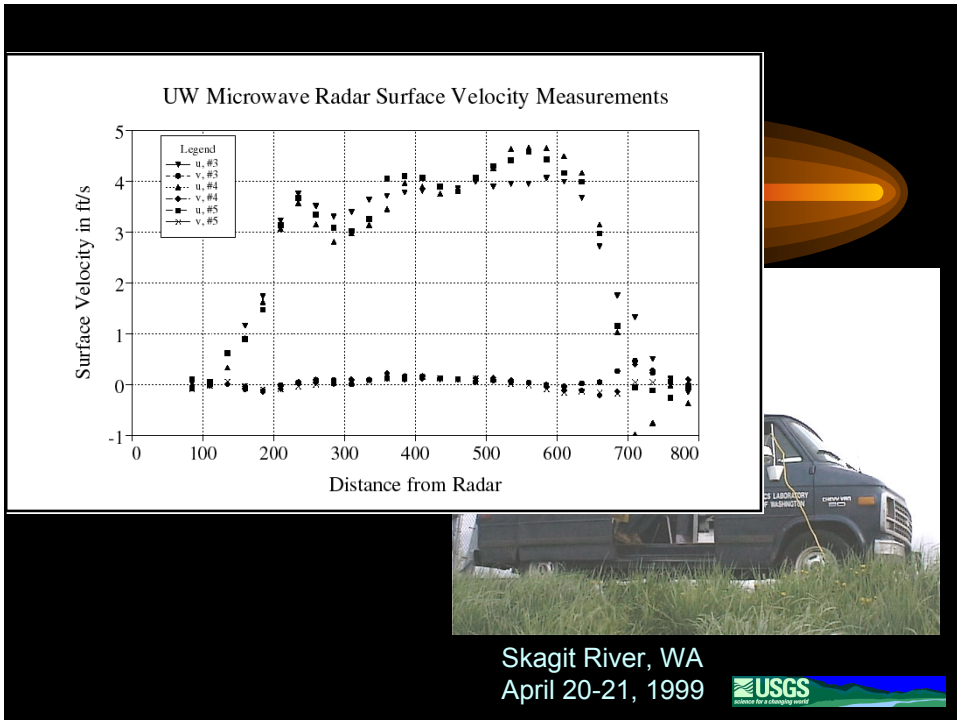 UW Microwave Radar Surface Velocity Measurements
Surface Velocity in ft/s
5
4
3
2
1
0
-1
Legend
u, #3
v, #3
u, #4
v, #4
u, #5
v, #5
0 100 200 300 400 500 600 700 800
Distance from Radar
CS LABORATORY
F WASHINGTON
CHEVY VAN
20
Skagit River, WA
April 20-21, 1999
USGS
science for a changing world